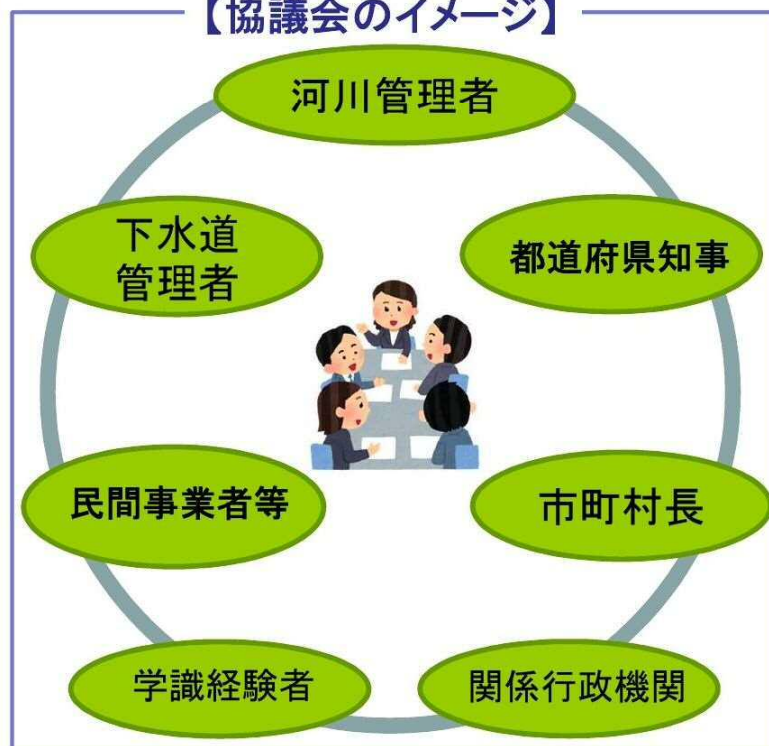 【協議会のイメージ】
河川管理者
下水道
管理者
都道府県知事
民間事業者等
市町村長
学識経験者
関係行政機関